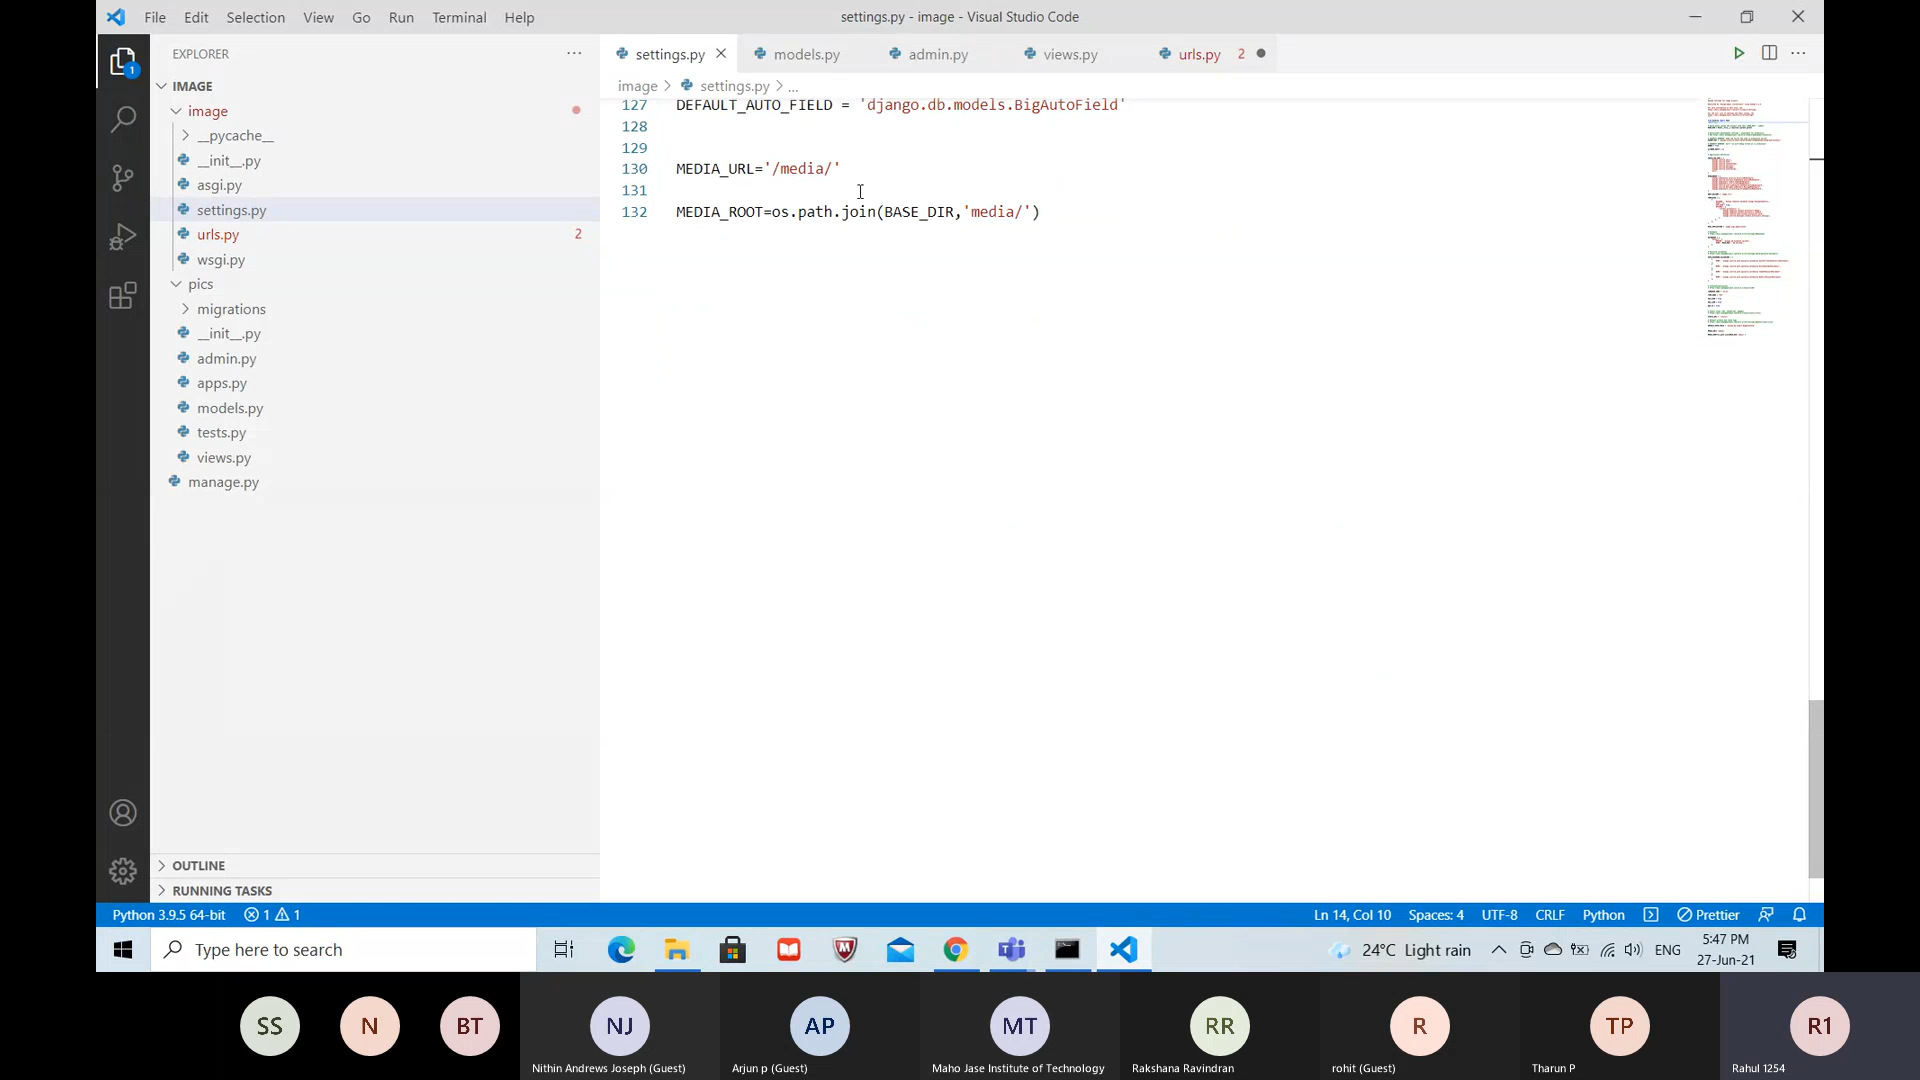 File Edit Selection View Go Run Terminal Help
settings.py - image - Visual Studio Code
EXPLORER
settings.py models.py admin.py views.py urls.py 2
IMAGE
image > settings.py > ...
image
__pycache__
__init__.py
asgi.py
settings.py
urls.py 2
wsgi.py
pics
migrations
__init__.py
admin.py
apps.py
models.py
tests.py
views.py
manage.py
OUTLINE
RUNNING TASKS
127 DEFAULT_AUTO_FIELD = 'django.db.models.BigAutoField'
128
129
130 MEDIA_URL='/media/'
131
132 MEDIA_ROOT=os.path.join(BASE_DIR,'media/')
1
Python 3.9.5 64-bit 1 1
Ln 14, Col 10 Spaces: 4 UTF-8 CRLF Python Prettier
Type here to search
24°C Light rain
ENG
5:47 PM
27-Jun-21
SS N BT NJ AP MT RR R TP R1
Nithin Andrews Joseph (Guest) Arjun p (Guest) Maho Jase Institute of Technology Rakshana Ravindran rohit (Guest) Tharun P Rahul 1254